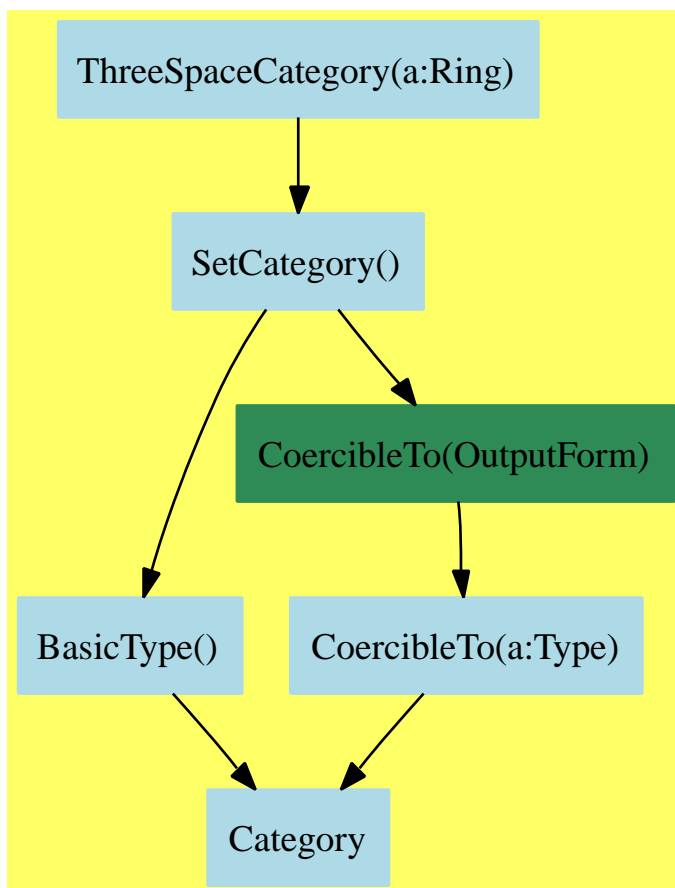 ThreeSpaceCategory(a:Ring)
SetCategory()
CoercibleTo(OutputForm)
BasicType()
CoercibleTo(a:Type)
Category